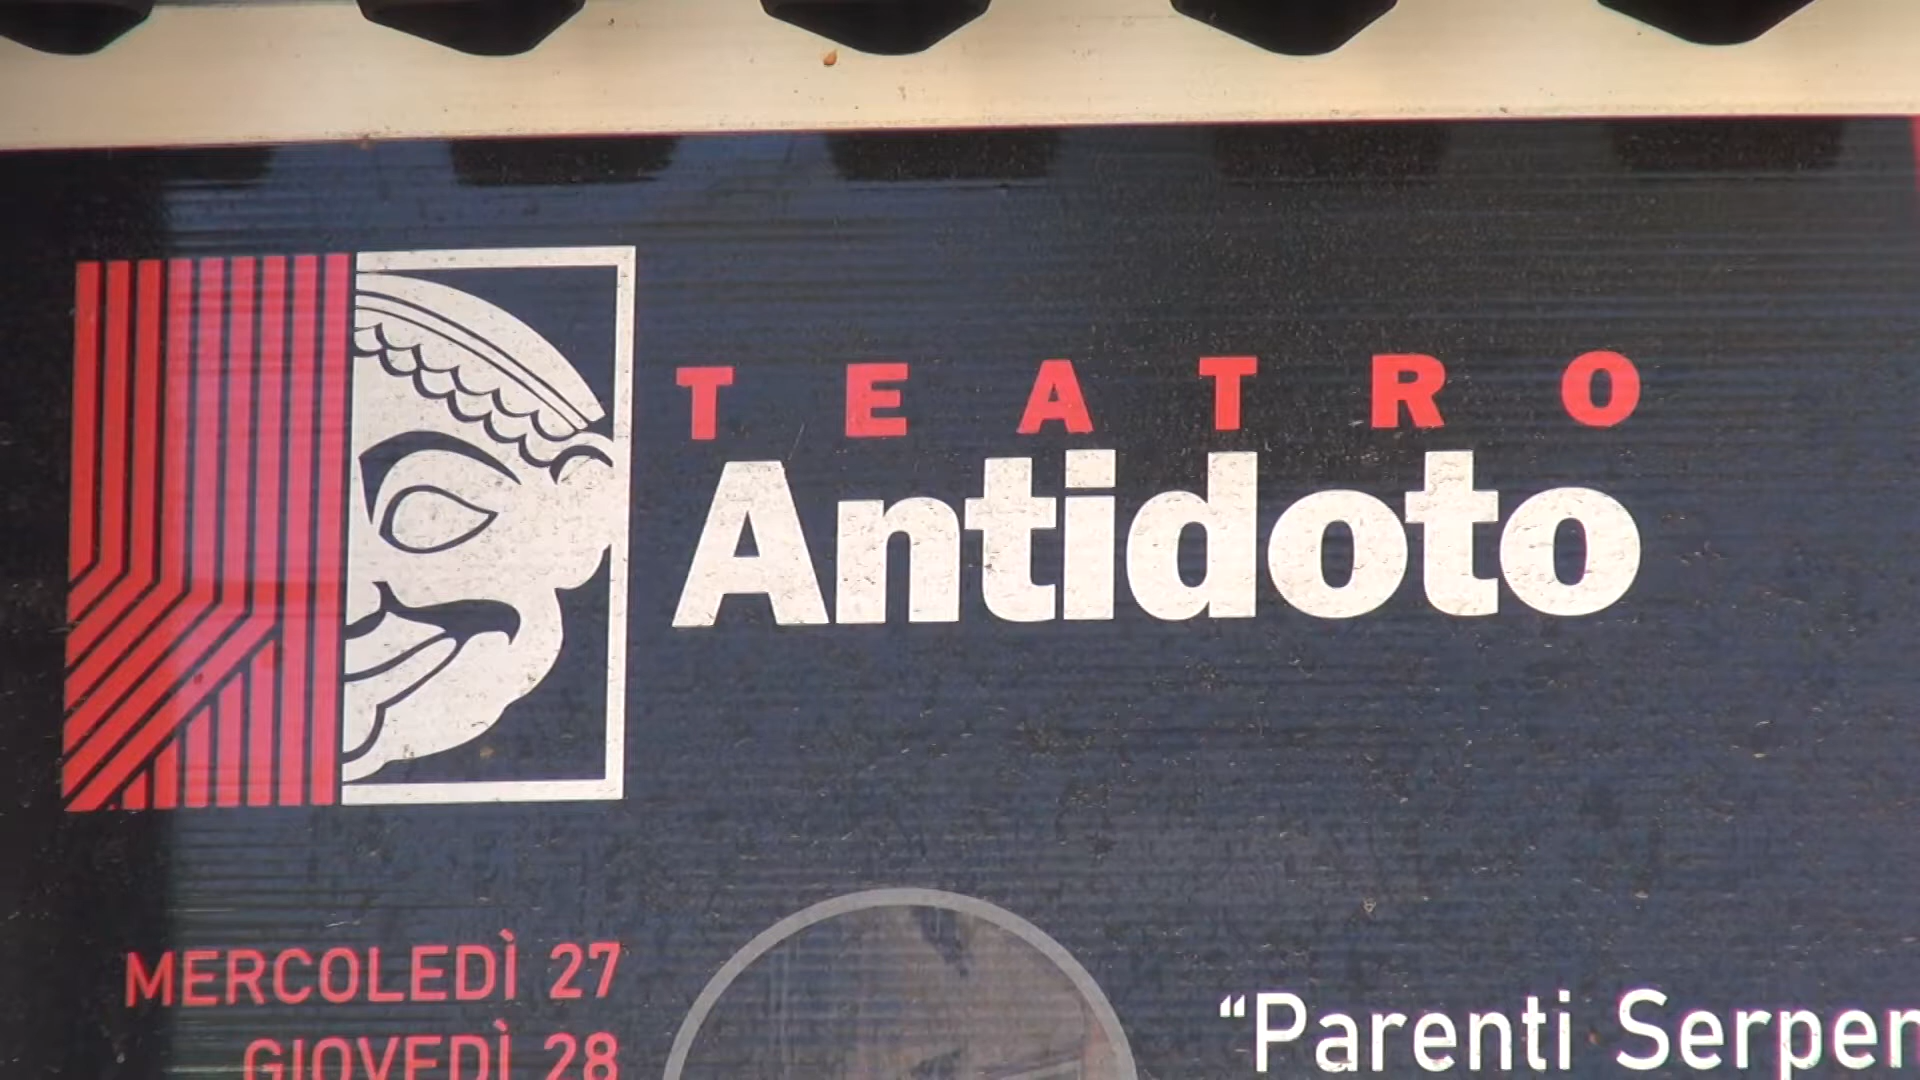 TEATRO
Antidoto
MERCOLEDÌ 27
GIOVEDÌ 28
“Parenti